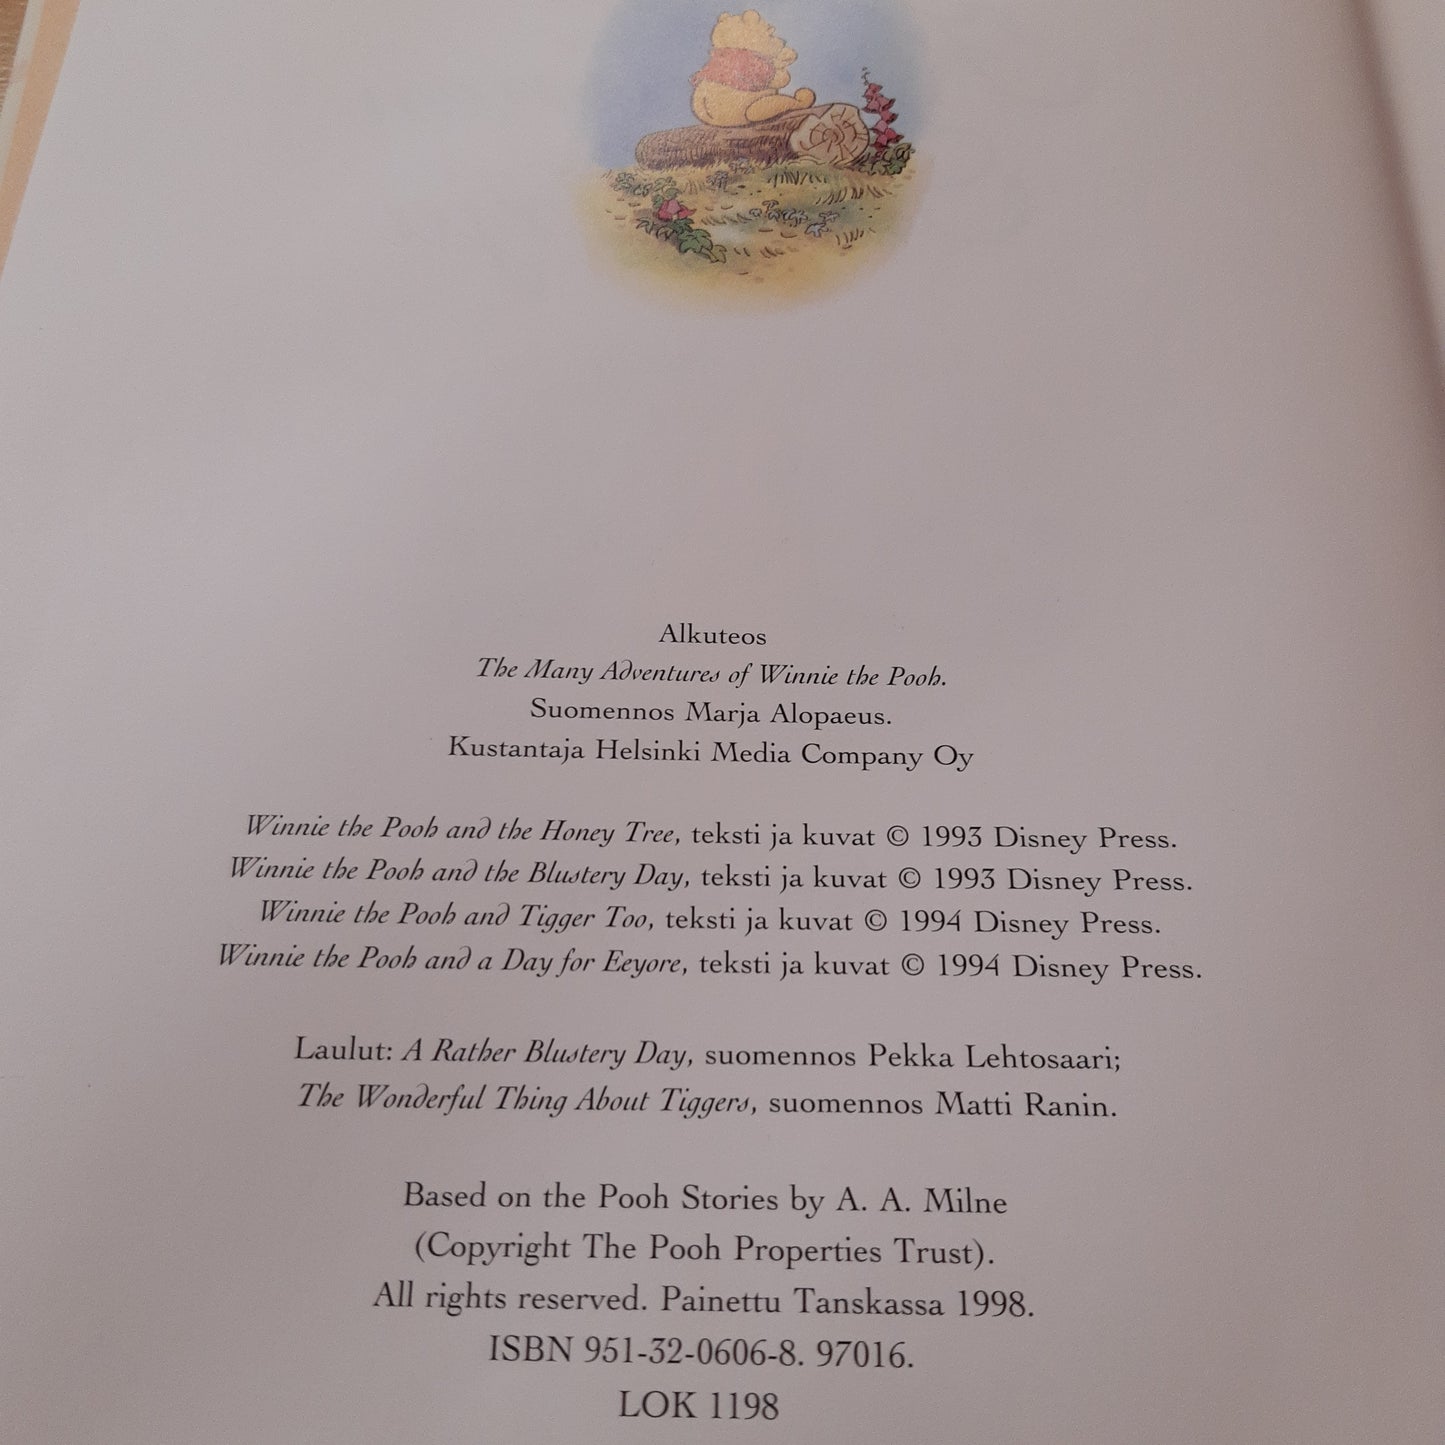 Alkuteos
The Many Adventures of Winnie the Pooh.
Suomennos Marja Alopaeus.
Kustantaja Helsinki Media Company Oy
Winnie the Pooh and the Honey Tree, teksti ja kuvat © 1993 Disney Press.
Winnie the Pooh and the Blustery Day, teksti ja kuvat © 1993 Disney Press.
Winnie the Pooh and Tigger Too, teksti ja kuvat © 1994 Disney Press.
Winnie the Pooh and a Day for Eeyore, teksti ja kuvat © 1994 Disney Press.
Laulut: A Rather Blustery Day, suomennos Pekka Lehtosaari;
The Wonderful Thing About Tiggers, suomennos Matti Ranin.
Based on the Pooh Stories by A. A. Milne
(Copyright The Pooh Properties Trust).
All rights reserved. Painettu Tanskassa 1998.
ISBN 951-32-0606-8. 97016.
LOK 1198